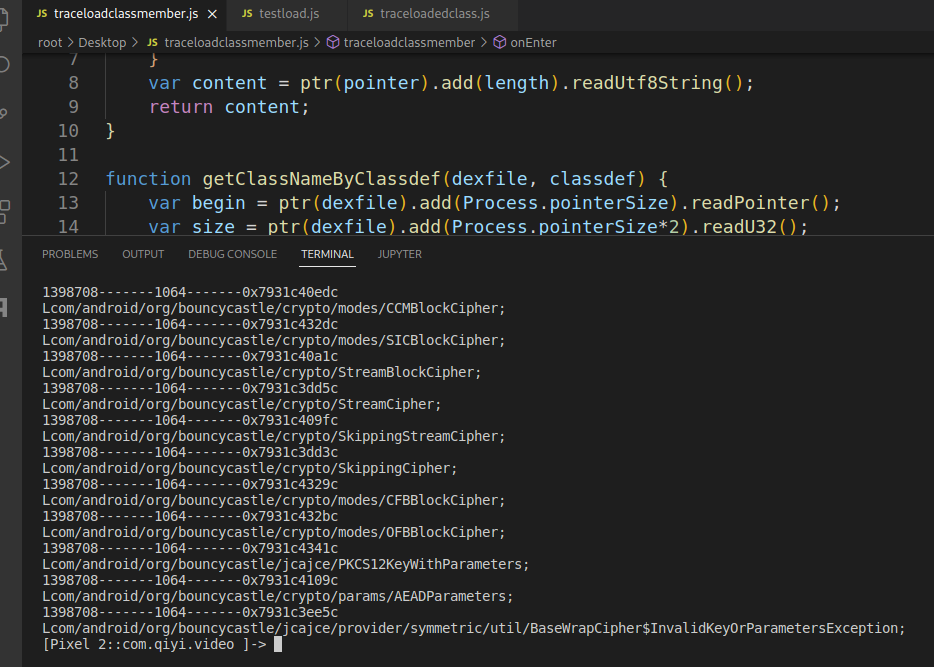 JS traceloadclassmember.js × JS testload.js JS traceloadedclass.js
root > Desktop > JS traceloadclassmember.js > traceloadclassmember > onEnter
7 }
8 var content = ptr(pointer).add(length).readUtf8String();
9 return content;
10 }
11
12 function getClassNameByClassdef(dexfile, classdef) {
13 var begin = ptr(dexfile).add(Process.pointerSize).readPointer();
14 var size = ptr(dexfile).add(Process.pointerSize*2).readU32();
PROBLEMS OUTPUT DEBUG CONSOLE TERMINAL JUPYTER
1398708-------1064-------0x7931c40edc
Lcom/android/org/bouncycastle/crypto/modes/CCMBlockCipher;
1398708-------1064-------0x7931c432dc
Lcom/android/org/bouncycastle/crypto/modes/SICBlockCipher;
1398708-------1064-------0x7931c40a1c
Lcom/android/org/bouncycastle/crypto/StreamBlockCipher;
1398708-------1064-------0x7931c3dd5c
Lcom/android/org/bouncycastle/crypto/StreamCipher;
1398708-------1064-------0x7931c409fc
Lcom/android/org/bouncycastle/crypto/SkippingStreamCipher;
1398708-------1064-------0x7931c3dd3c
Lcom/android/org/bouncycastle/crypto/SkippingCipher;
1398708-------1064-------0x7931c4329c
Lcom/android/org/bouncycastle/crypto/modes/CFBBlockCipher;
1398708-------1064-------0x7931c432bc
Lcom/android/org/bouncycastle/crypto/modes/OFBBlockCipher;
1398708-------1064-------0x7931c4341c
Lcom/android/org/bouncycastle/jcajce/PKCS12KeyWithParameters;
1398708-------1064-------0x7931c4109c
Lcom/android/org/bouncycastle/crypto/params/AEADParameters;
1398708-------1064-------0x7931c3ee5c
Lcom/android/org/bouncycastle/jcajce/provider/symmetric/util/BaseWrapCipher$InvalidKeyOrParametersException;
[Pixel 2::com.qiyi.video ]->